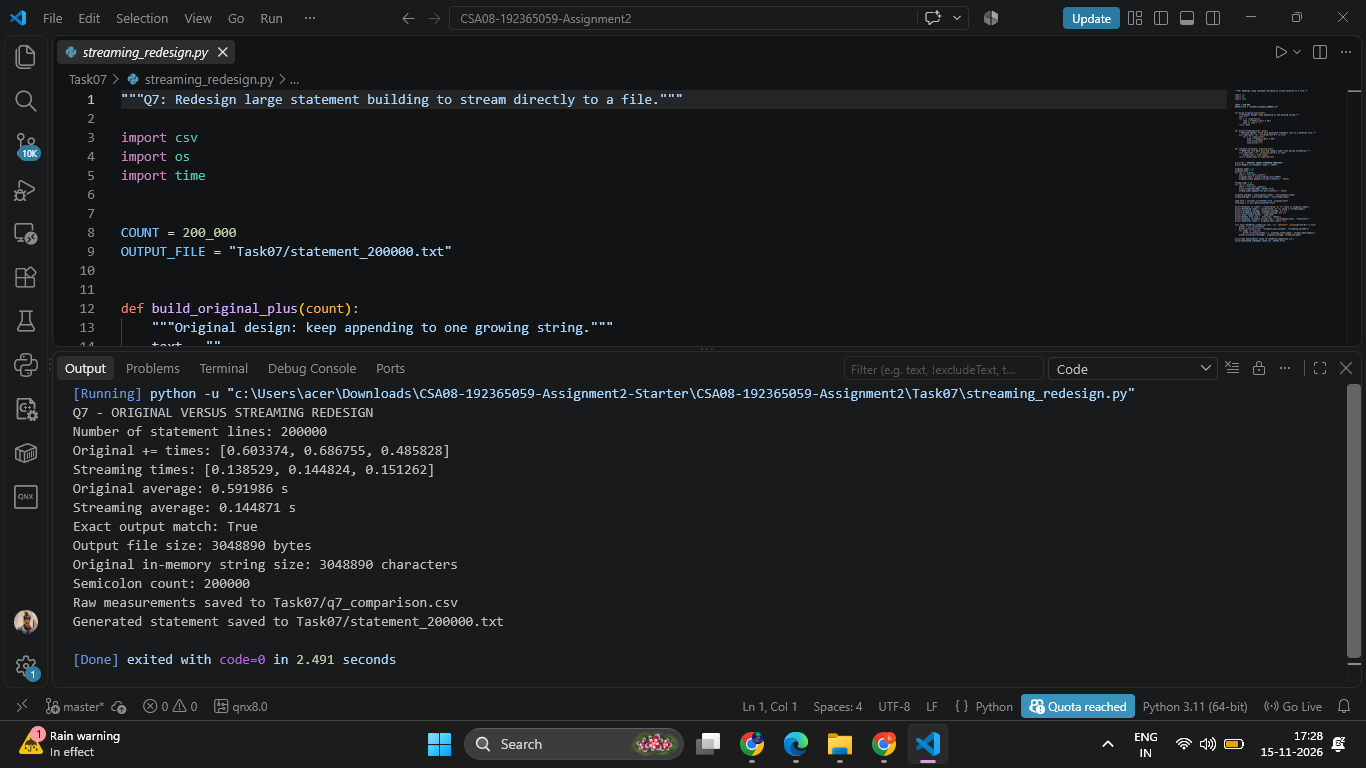 File Edit Selection View Go Run ··· CSA08-192365059-Assignment2 Update
streaming_redesign.py
Task07 > streaming_redesign.py > ...
1 """Q7: Redesign large statement building to stream directly to a file."""
2
3 import csv
4 import os
5 import time
6
7
8 COUNT = 200_000
9 OUTPUT_FILE = "Task07/statement_200000.txt"
10
11
12 def build_original_plus(count):
13 """Original design: keep appending to one growing string."""
14 text = ""
10K
Output Problems Terminal Debug Console Ports Filter (e.g. text, !excludeText, t... Code
[Running] python -u "c:\Users\acer\Downloads\CSA08-192365059-Assignment2-Starter\CSA08-192365059-Assignment2\Task07\streaming_redesign.py"
Q7 - ORIGINAL VERSUS STREAMING REDESIGN
Number of statement lines: 200000
Original += times: [0.603374, 0.686755, 0.485828]
Streaming times: [0.138529, 0.144824, 0.151262]
Original average: 0.591986 s
Streaming average: 0.144871 s
Exact output match: True
Output file size: 3048890 bytes
Original in-memory string size: 3048890 characters
Semicolon count: 200000
Raw measurements saved to Task07/q7_comparison.csv
Generated statement saved to Task07/statement_200000.txt
[Done] exited with code=0 in 2.491 seconds
QNX
1
master* 0 0 qnx8.0 Ln 1, Col 1 Spaces: 4 UTF-8 LF { } Python Quota reached Python 3.11 (64-bit) Go Live
1 Rain warning
In effect
Search
ENG
IN
17:28
15-11-2026